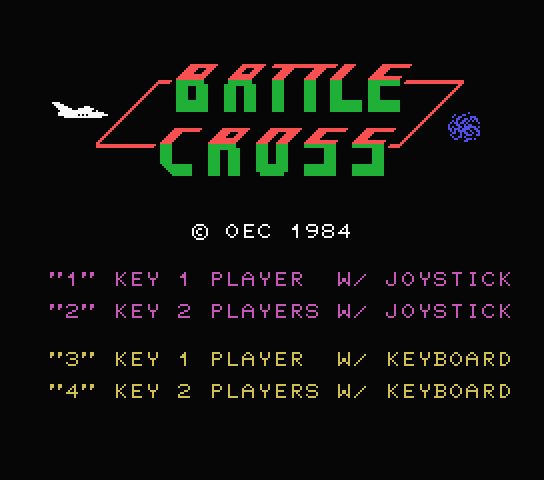 BATTLE
CROSS
© OEC 1984
"1" KEY 1 PLAYER W/ JOYSTICK
"2" KEY 2 PLAYERS W/ JOYSTICK
"3" KEY 1 PLAYER W/ KEYBOARD
"4" KEY 2 PLAYERS W/ KEYBOARD